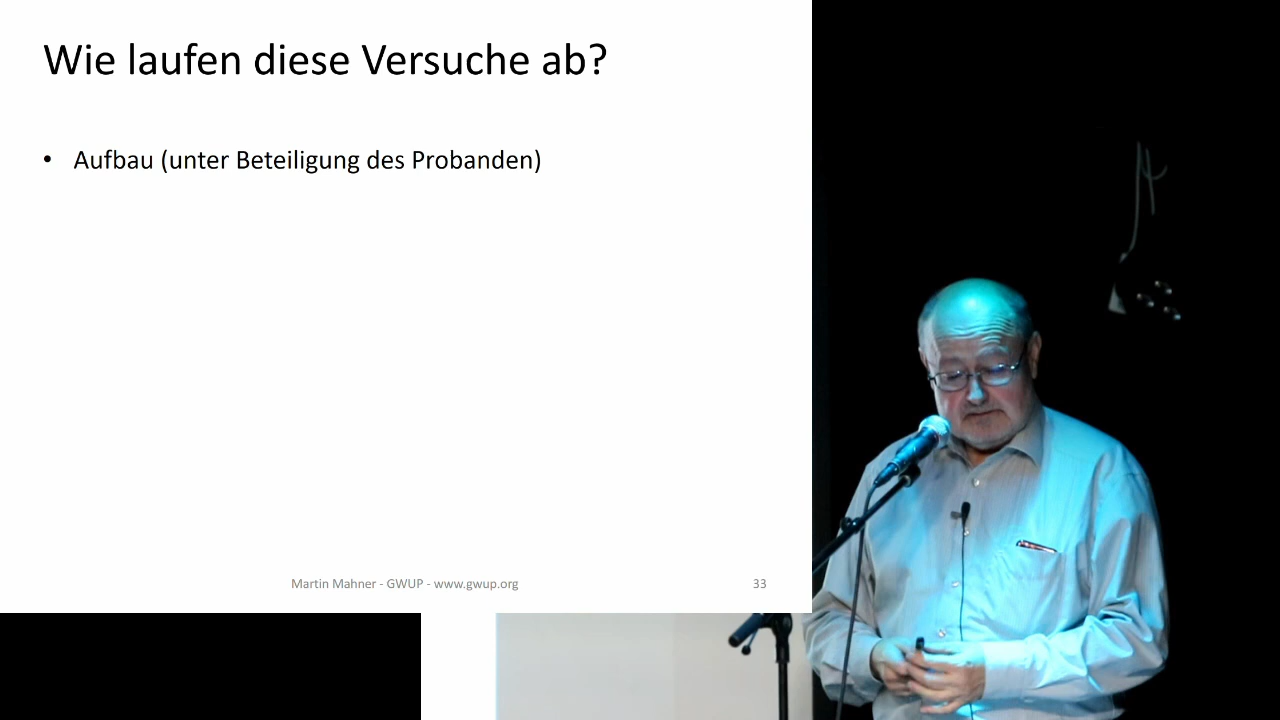 Wie laufen diese Versuche ab?
• Aufbau (unter Beteiligung des Probanden)
Martin Mahner - GWUP - www.gwup.org
33